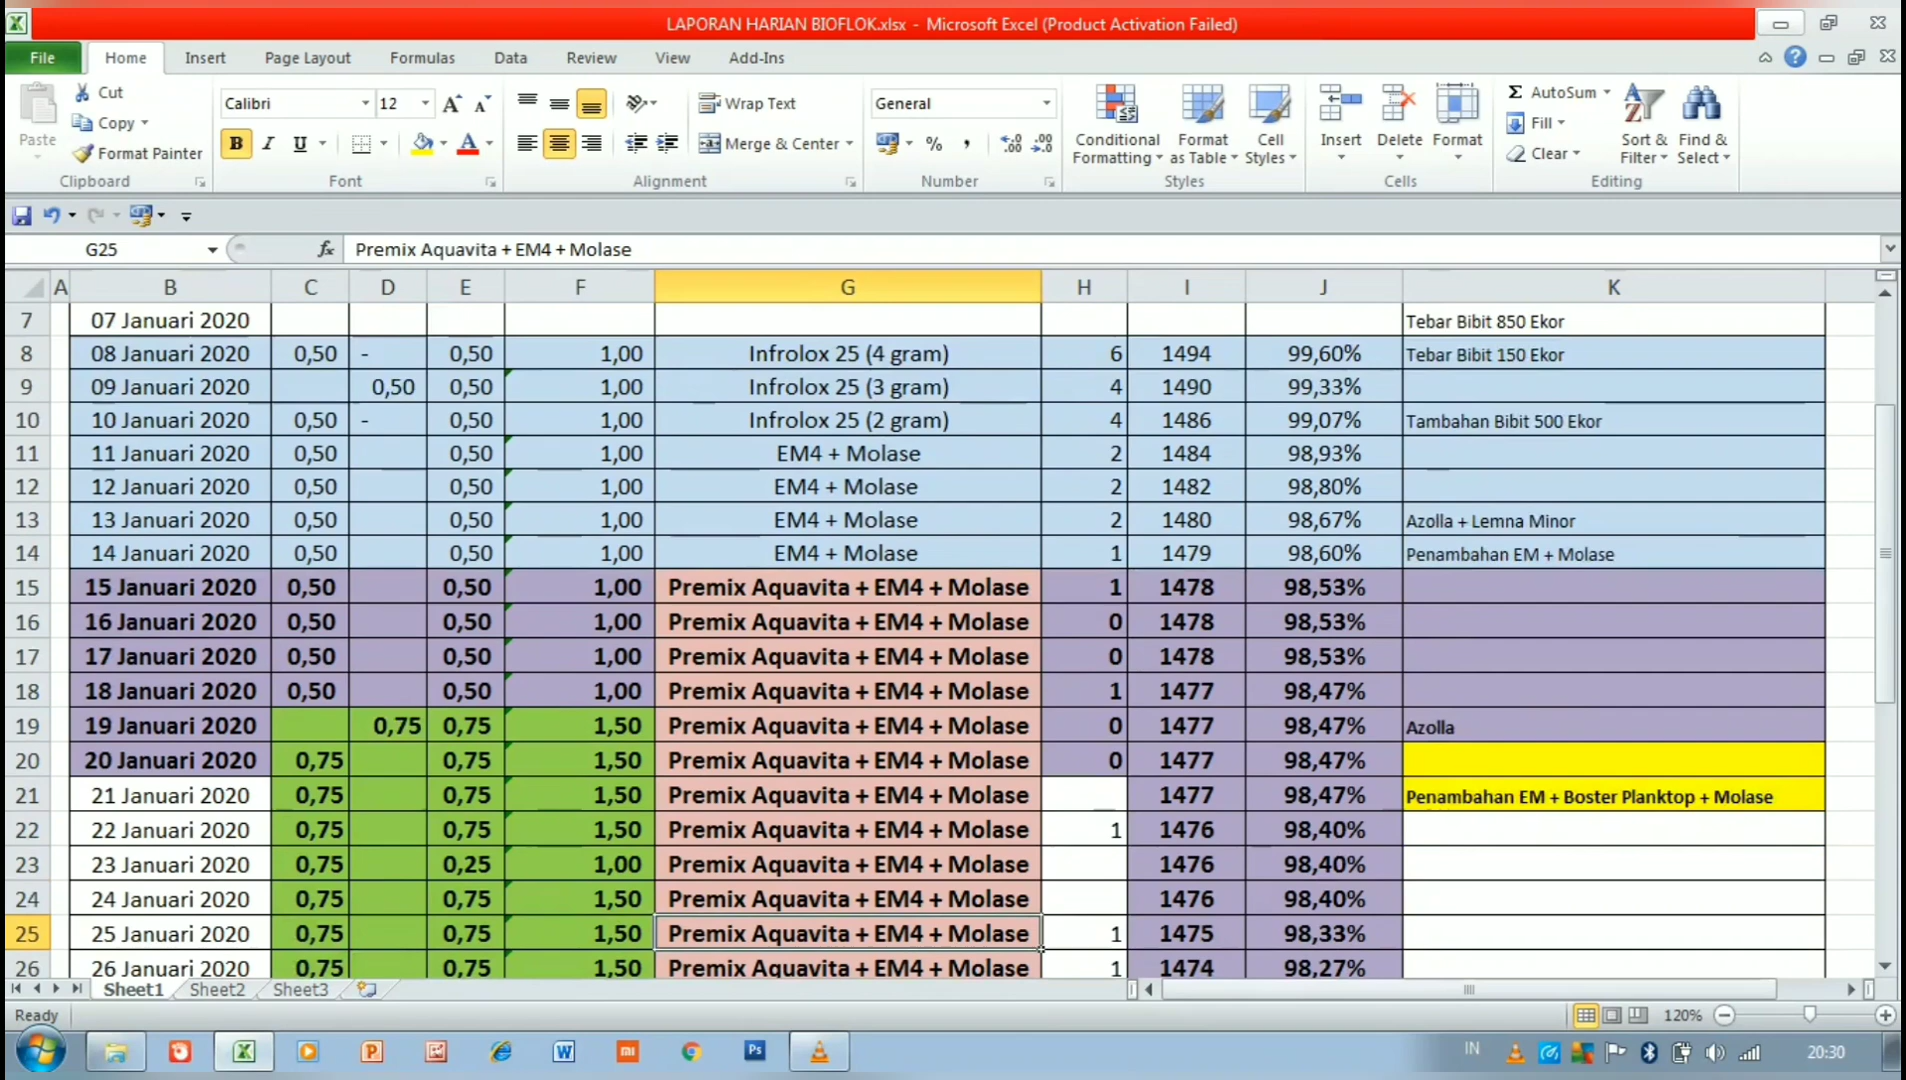 LAPORAN HARIAN BIOFLOK.xlsx - Microsoft Excel (Product Activation Failed)
File Home Insert Page Layout Formulas Data Review View Add-Ins
Paste Cut Copy Format Painter Clipboard
Calibri 12 B I U Font
Wrap Text Merge & Center Alignment
General % , Number
Conditional Formatting Format as Table Cell Styles Styles
Insert Delete Format Cells
Σ AutoSum Fill Clear Sort & Filter Find & Select Editing
G25 fx Premix Aquavita + EM4 + Molase
A B C D E F G H I J K
7 07 Januari 2020 Tebar Bibit 850 Ekor
8 08 Januari 2020 0,50 - 0,50 1,00 Infrolox 25 (4 gram) 6 1494 99,60% Tebar Bibit 150 Ekor
9 09 Januari 2020 0,50 0,50 1,00 Infrolox 25 (3 gram) 4 1490 99,33%
10 10 Januari 2020 0,50 - 0,50 1,00 Infrolox 25 (2 gram) 4 1486 99,07% Tambahan Bibit 500 Ekor
11 11 Januari 2020 0,50 0,50 1,00 EM4 + Molase 2 1484 98,93%
12 12 Januari 2020 0,50 0,50 1,00 EM4 + Molase 2 1482 98,80%
13 13 Januari 2020 0,50 0,50 1,00 EM4 + Molase 2 1480 98,67% Azolla + Lemna Minor
14 14 Januari 2020 0,50 0,50 1,00 EM4 + Molase 1 1479 98,60% Penambahan EM + Molase
15 15 Januari 2020 0,50 0,50 1,00 Premix Aquavita + EM4 + Molase 1 1478 98,53%
16 16 Januari 2020 0,50 0,50 1,00 Premix Aquavita + EM4 + Molase 0 1478 98,53%
17 17 Januari 2020 0,50 0,50 1,00 Premix Aquavita + EM4 + Molase 0 1478 98,53%
18 18 Januari 2020 0,50 0,50 1,00 Premix Aquavita + EM4 + Molase 1 1477 98,47%
19 19 Januari 2020 0,75 0,75 1,50 Premix Aquavita + EM4 + Molase 0 1477 98,47% Azolla
20 20 Januari 2020 0,75 0,75 1,50 Premix Aquavita + EM4 + Molase 0 1477 98,47%
21 21 Januari 2020 0,75 0,75 1,50 Premix Aquavita + EM4 + Molase 1477 98,47% Penambahan EM + Boster Planktop + Molase
22 22 Januari 2020 0,75 0,75 1,50 Premix Aquavita + EM4 + Molase 1 1476 98,40%
23 23 Januari 2020 0,75 0,25 1,00 Premix Aquavita + EM4 + Molase 1476 98,40%
24 24 Januari 2020 0,75 0,75 1,50 Premix Aquavita + EM4 + Molase 1476 98,40%
25 25 Januari 2020 0,75 0,75 1,50 Premix Aquavita + EM4 + Molase 1 1475 98,33%
26 26 Januari 2020 0,75 0,75 1,50 Premix Aquavita + EM4 + Molase 1 1474 98,27%
Sheet1 Sheet2 Sheet3
Ready 120%
IN 20:30